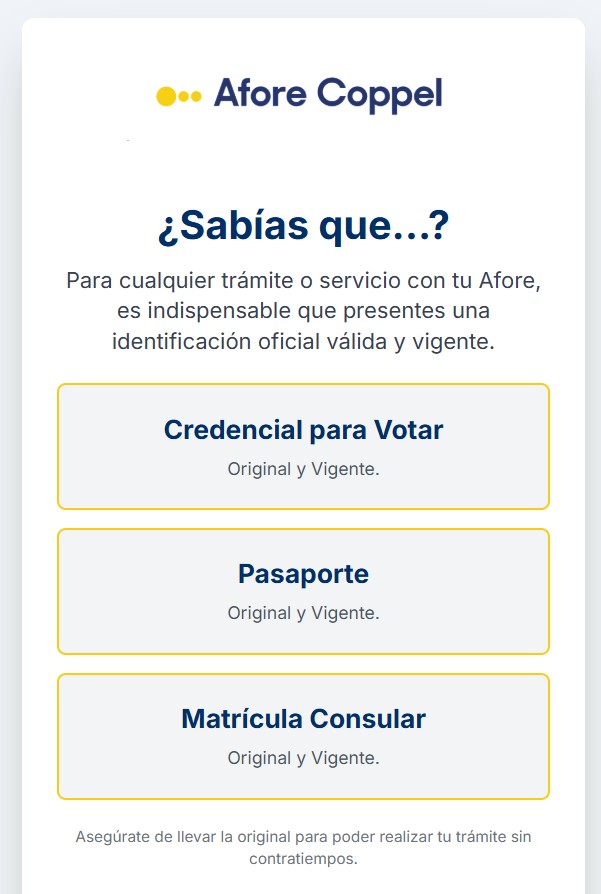 Afore Coppel
¿Sabías que...?
Para cualquier trámite o servicio con tu Afore,
es indispensable que presentes una
identificación oficial válida y vigente.
Credencial para Votar
Original y Vigente.
Pasaporte
Original y Vigente.
Matrícula Consular
Original y Vigente.
Asegúrate de llevar la original para poder realizar tu trámite sin
contratiempos.